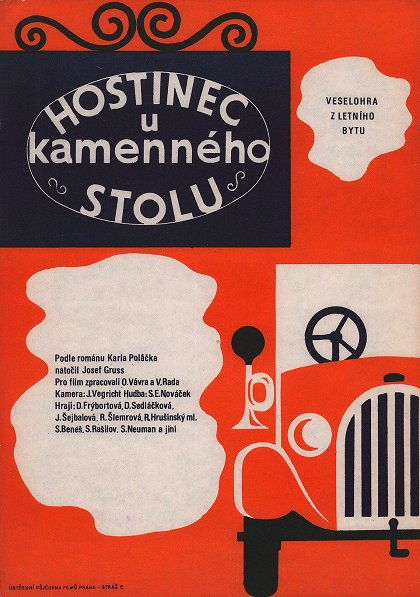 HOSTINEC
u
kamenného
STOLU
VESELOHRA
Z LETNÍHO
BYTU
Podle románu Karla Poláčka
natočil Josef Gruss
Pro film zpracovali O.Vávra a V.Rada
Kamera: J.Vegricht Hudba: S.E.Nováček
Hrají: D.Frýbortová, D.Sedláčková,
J.Šejbalová, R.Šlemrová, R.Hrušínský ml.
S.Beneš, S.Rašilov, S.Neuman a jiní
ÚSTŘEDNÍ PŮJČOVNA FILMŮ PRAHA - STRÁŽ 5